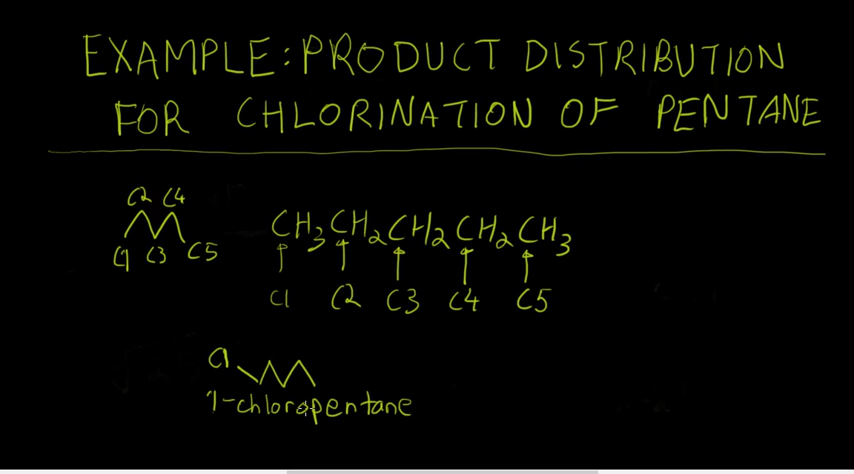 EXAMPLE: PRODUCT DISTRIBUTION
FOR CHLORINATION OF PENTANE
C2 C4
C1 C3 C5
CH3CH2CH2CH2CH3
C1 C2 C3 C4 C5
Cl
1-chloropentane